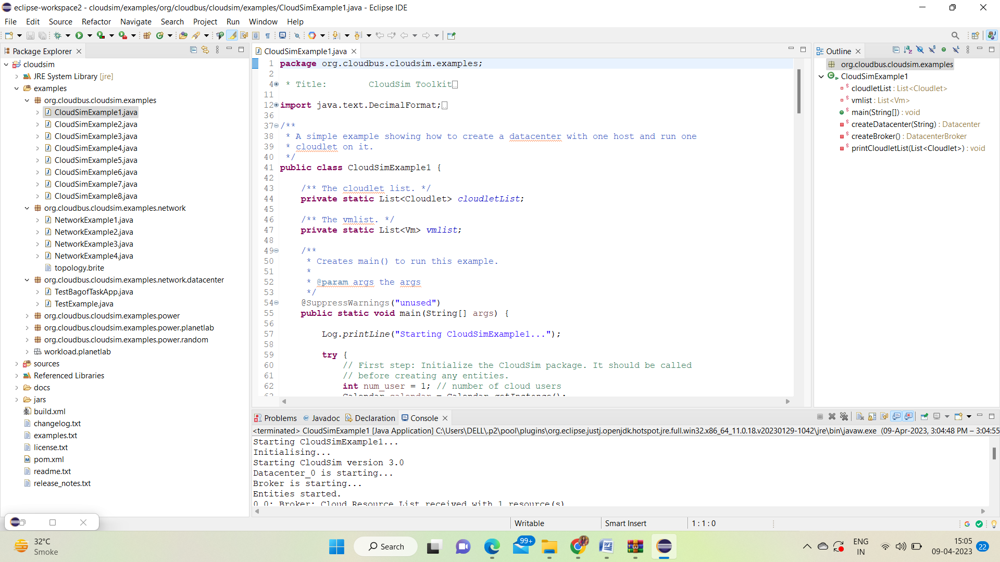 eclipse-workspace2 - cloudsim/examples/org/cloudbus/cloudsim/examples/CloudSimExample1.java - Eclipse IDE
File Edit Source Refactor Navigate Search Project Run Window Help
Package Explorer
cloudsim
JRE System Library [jre]
examples
org.cloudbus.cloudsim.examples
CloudSimExample1.java
CloudSimExample2.java
CloudSimExample3.java
CloudSimExample4.java
CloudSimExample5.java
CloudSimExample6.java
CloudSimExample7.java
CloudSimExample8.java
org.cloudbus.cloudsim.examples.network
NetworkExample1.java
NetworkExample2.java
NetworkExample3.java
NetworkExample4.java
topology.brite
org.cloudbus.cloudsim.examples.network.datacenter
TestBagofTaskApp.java
TestExample.java
org.cloudbus.cloudsim.examples.power
org.cloudbus.cloudsim.examples.power.planetlab
org.cloudbus.cloudsim.examples.power.random
workload.planetlab
sources
Referenced Libraries
docs
jars
build.xml
changelog.txt
examples.txt
license.txt
pom.xml
readme.txt
release_notes.txt
CloudSimExample1.java
1 package org.cloudbus.cloudsim.examples;
2
4 * Title: CloudSim Toolkit
11
12 import java.text.DecimalFormat;
36
37 /**
38 * A simple example showing how to create a datacenter with one host and run one
39 * cloudlet on it.
40 */
41 public class CloudSimExample1 {
42
43 /** The cloudlet list. */
44 private static List<Cloudlet> cloudletList;
45
46 /** The vmlist. */
47 private static List<Vm> vmlist;
48
49 /**
50 * Creates main() to run this example.
51 *
52 * @param args the args
53 */
54 @SuppressWarnings("unused")
55 public static void main(String[] args) {
56
57 Log.printLine("Starting CloudSimExample1...");
58
59 try {
60 // First step: Initialize the CloudSim package. It should be called
61 // before creating any entities.
62 int num_user = 1; // number of cloud users
63 Calendar calendar = Calendar.getInstance();
Outline
org.cloudbus.cloudsim.examples
CloudSimExample1
cloudletList : List<Cloudlet>
vmlist : List<Vm>
main(String[]) : void
createDatacenter(String) : Datacenter
createBroker() : DatacenterBroker
printCloudletList(List<Cloudlet>) : void
Problems @ Javadoc Declaration Console
<terminated> CloudSimExample1 [Java Application] C:\Users\DELL\.p2\pool\plugins\org.eclipse.justj.openjdk.hotspot.jre.full.win32.x86_64_11.0.18.v20230129-1042\jre\bin\javaw.exe (09-Apr-2023, 3:04:48 PM – 3:04:55
Starting CloudSimExample1...
Initialising...
Starting CloudSim version 3.0
Datacenter_0 is starting...
Broker is starting...
Entities started.
0.0: Broker: Cloud Resource List received with 1 resource(s)
Writable Smart Insert 1 : 1 : 0
32°C
Smoke
Search
99+
ENG
IN
15:05
09-04-2023
22